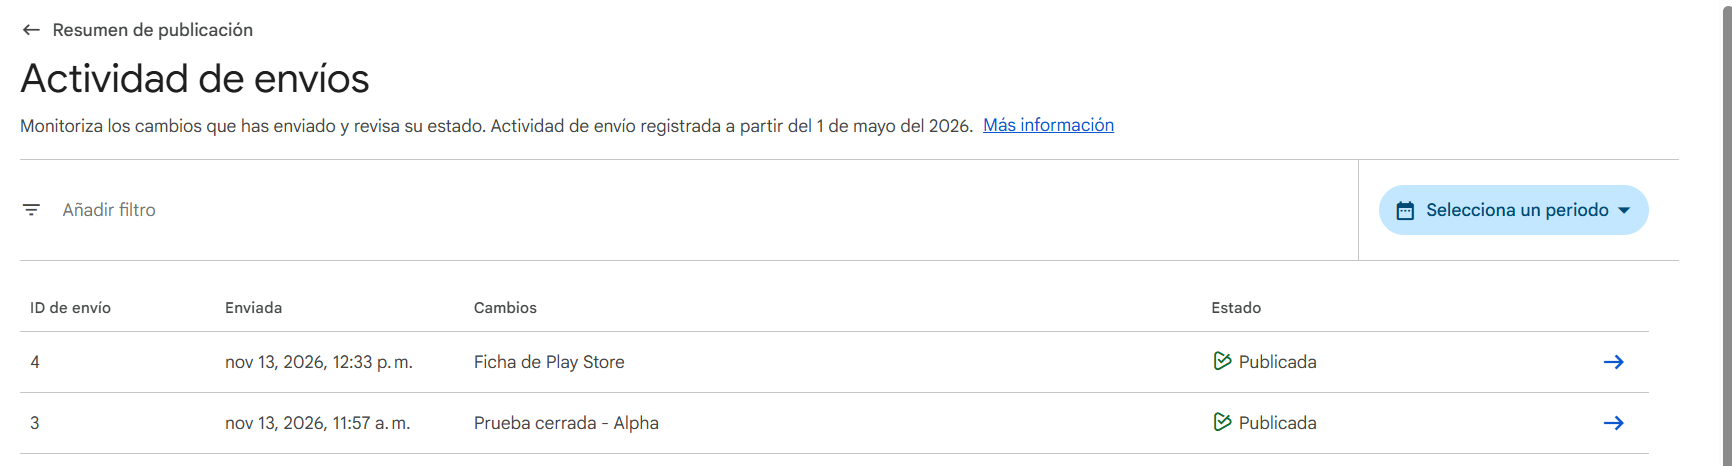 Resumen de publicación
Actividad de envíos
Monitoriza los cambios que has enviado y revisa su estado. Actividad de envío registrada a partir del 1 de mayo del 2026. Más información
Añadir filtro
Selecciona un periodo
ID de envío Enviada Cambios Estado
4 nov 13, 2026, 12:33 p. m. Ficha de Play Store Publicada
3 nov 13, 2026, 11:57 a. m. Prueba cerrada - Alpha Publicada